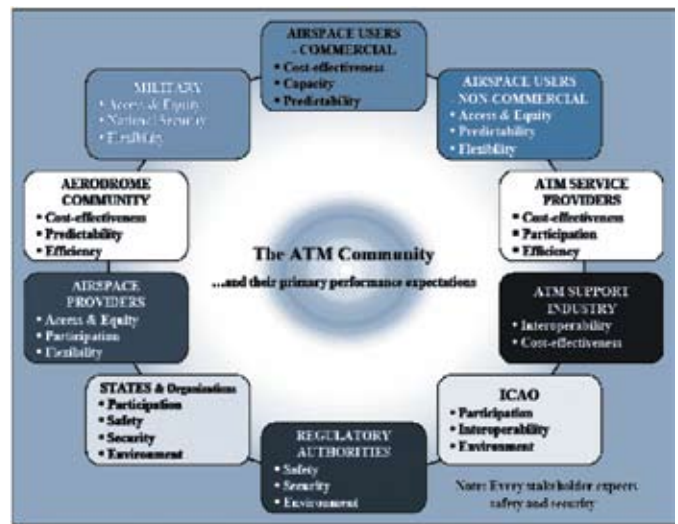 AIRSPACE USERS
- COMMERCIAL
▪ Cost-effectiveness
▪ Capacity
▪ Predictability
AIRSPACE USERS
- NON COMMERCIAL
▪ Access & Equity
▪ Predictability
▪ Flexibility
ATM SERVICE
PROVIDERS
▪ Cost-effectiveness
▪ Participation
▪ Efficiency
ATM SUPPORT
INDUSTRY
▪ Interoperability
▪ Cost-effectiveness
ICAO
▪ Participation
▪ Interoperability
▪ Environment
REGULATORY
AUTHORITIES
▪ Safety
▪ Security
▪ Environment
STATES & Organizations
▪ Participation
▪ Safety
▪ Security
▪ Environment
AIRSPACE
PROVIDERS
▪ Access & Equity
▪ Participation
▪ Flexibility
AERODROME
COMMUNITY
▪ Cost-effectiveness
▪ Predictability
▪ Efficiency
MILITARY
▪ Access & Equity
▪ National Security
▪ Flexibility
The ATM Community
...and their primary performance expectations
Note: Every stakeholder expects
safety and security